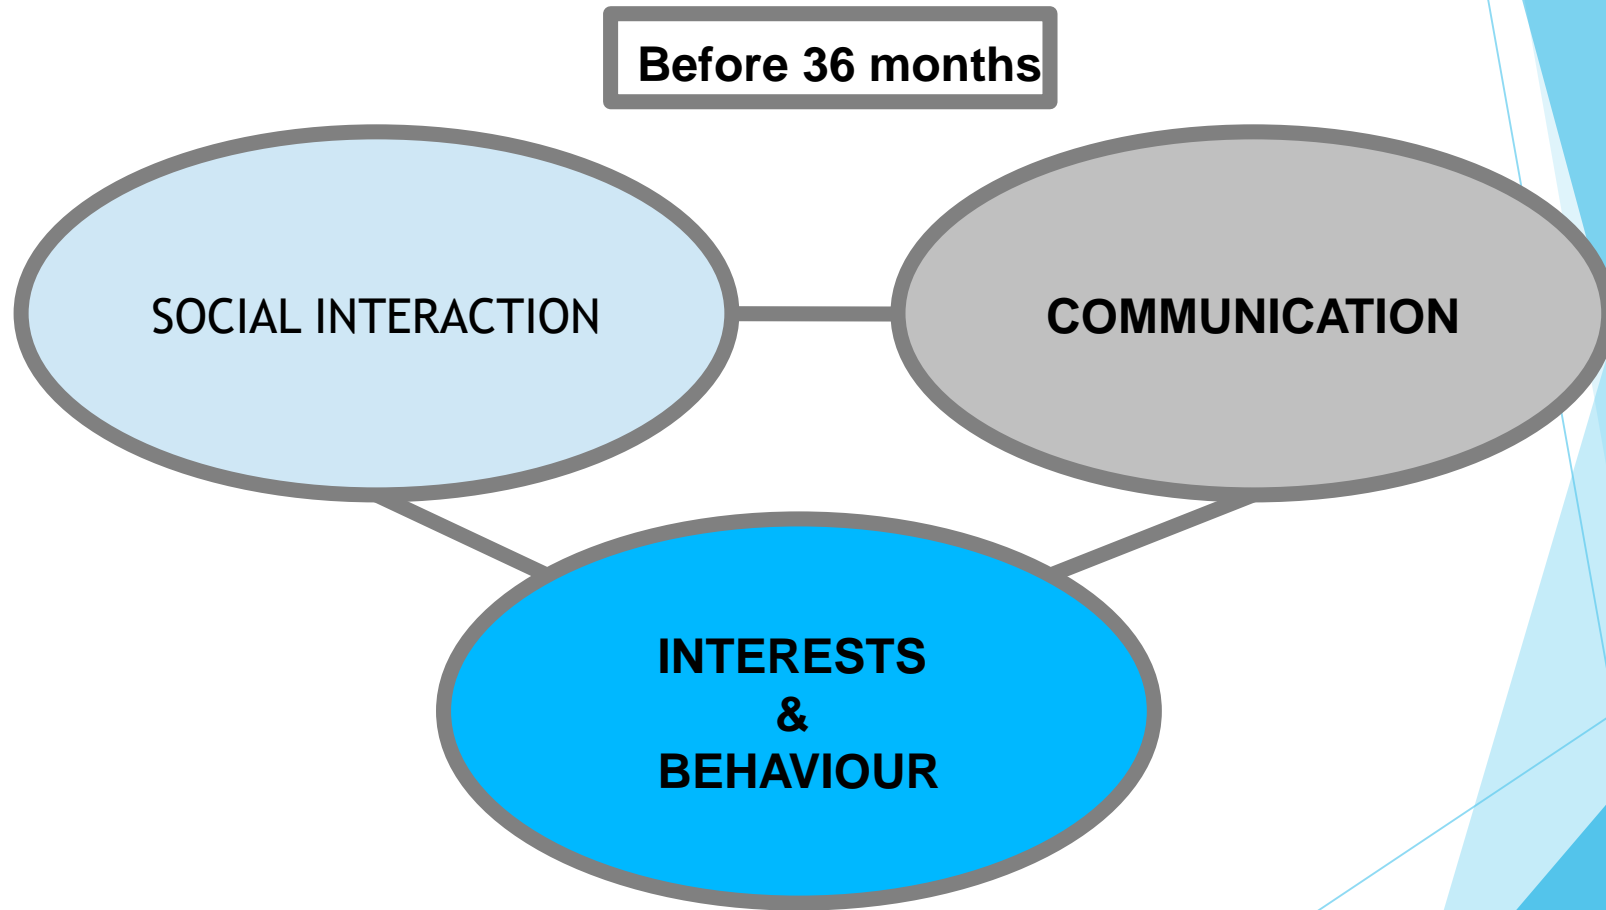 Before 36 months
SOCIAL INTERACTION
COMMUNICATION
INTERESTS
&
BEHAVIOUR